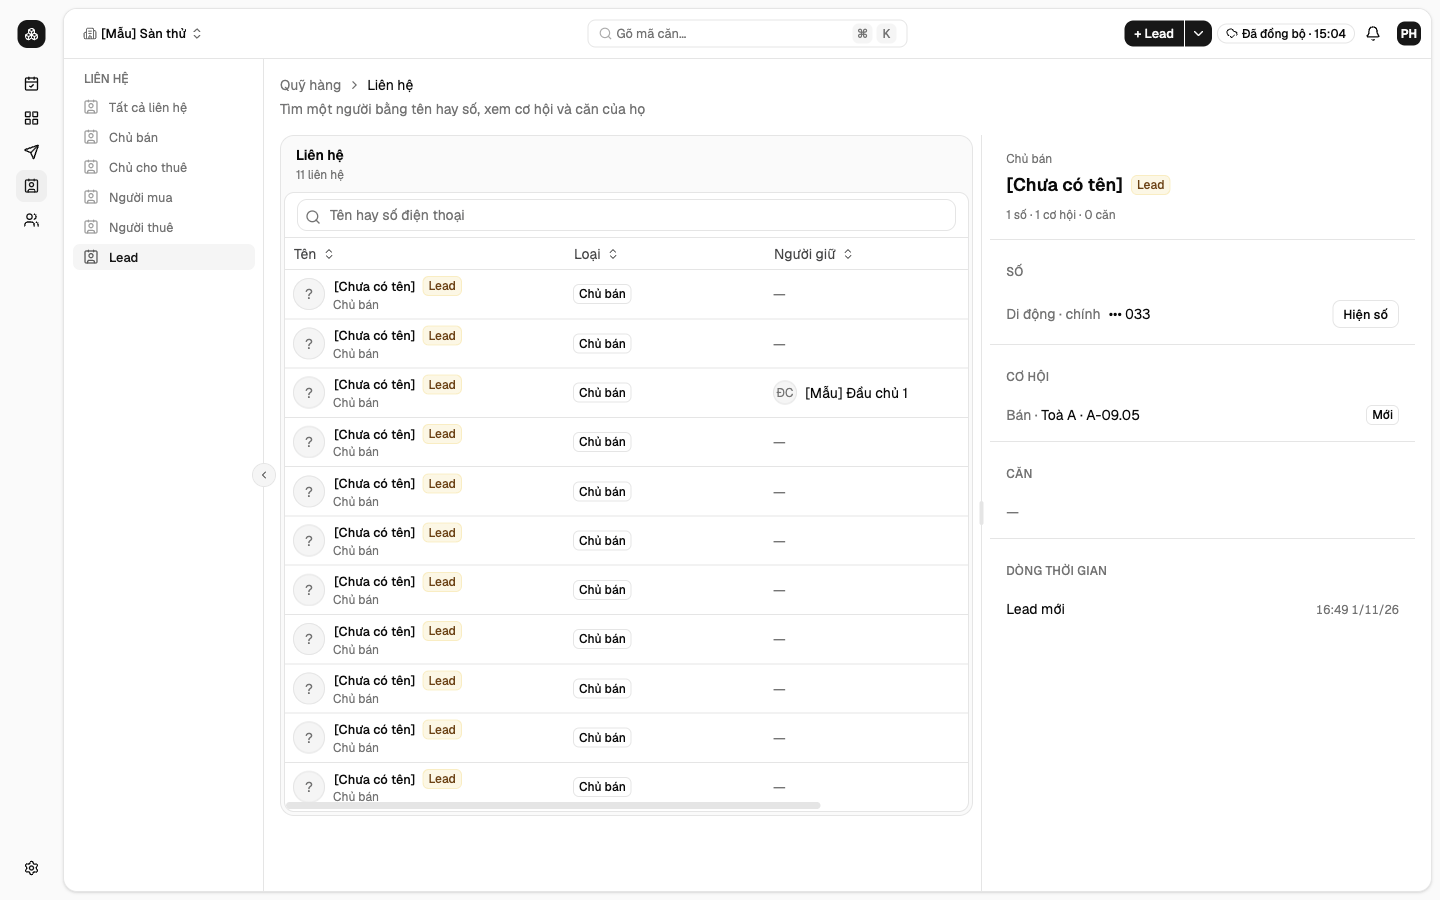 [Mẫu] Sàn thử
Gõ mã căn...
⌘ K
+ Lead
Đã đồng bộ · 15:04
PH
LIÊN HỆ
Tất cả liên hệ
Chủ bán
Chủ cho thuê
Người mua
Người thuê
Lead
Quỹ hàng > Liên hệ
Tìm một người bằng tên hay số, xem cơ hội và căn của họ
Liên hệ
11 liên hệ
Tên hay số điện thoại
Tên Loại Người giữ
? [Chưa có tên] Lead Chủ bán —
Chủ bán
? [Chưa có tên] Lead Chủ bán —
Chủ bán
? [Chưa có tên] Lead Chủ bán ĐC [Mẫu] Đầu chủ 1
Chủ bán
? [Chưa có tên] Lead Chủ bán —
Chủ bán
? [Chưa có tên] Lead Chủ bán —
Chủ bán
? [Chưa có tên] Lead Chủ bán —
Chủ bán
? [Chưa có tên] Lead Chủ bán —
Chủ bán
? [Chưa có tên] Lead Chủ bán —
Chủ bán
? [Chưa có tên] Lead Chủ bán —
Chủ bán
? [Chưa có tên] Lead Chủ bán —
Chủ bán
? [Chưa có tên] Lead Chủ bán —
Chủ bán
Chủ bán
[Chưa có tên] Lead
1 số · 1 cơ hội · 0 căn
SỐ
Di động · chính ••• 033 Hiện số
CƠ HỘI
Bán · Toà A · A-09.05 Mới
CĂN
—
DÒNG THỜI GIAN
Lead mới 16:49 1/11/26